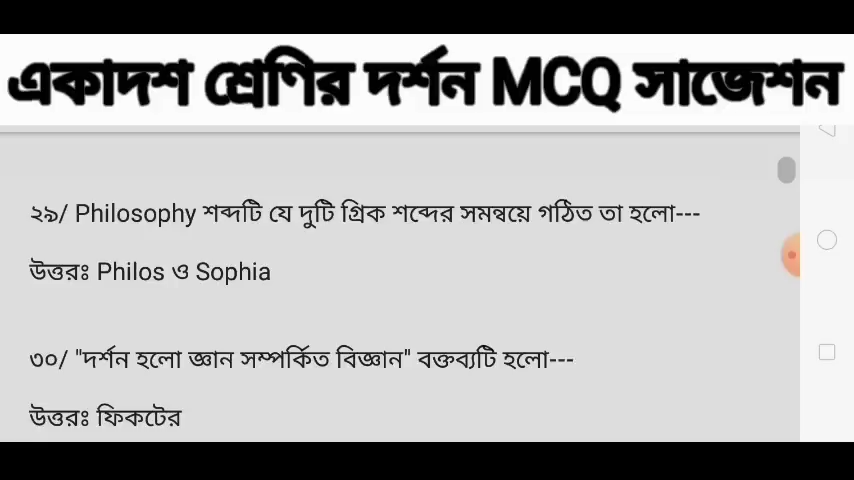 একাদশ শ্রেণির দর্শন MCQ সাজেশন
২৯/ Philosophy শব্দটি যে দুটি গ্রিক শব্দের সমন্বয়ে গঠিত তা হলো---
উত্তরঃ Philos ও Sophia
৩০/ "দর্শন হলো জ্ঞান সম্পর্কিত বিজ্ঞান" বক্তব্যটি হলো---
উত্তরঃ ফিকটের